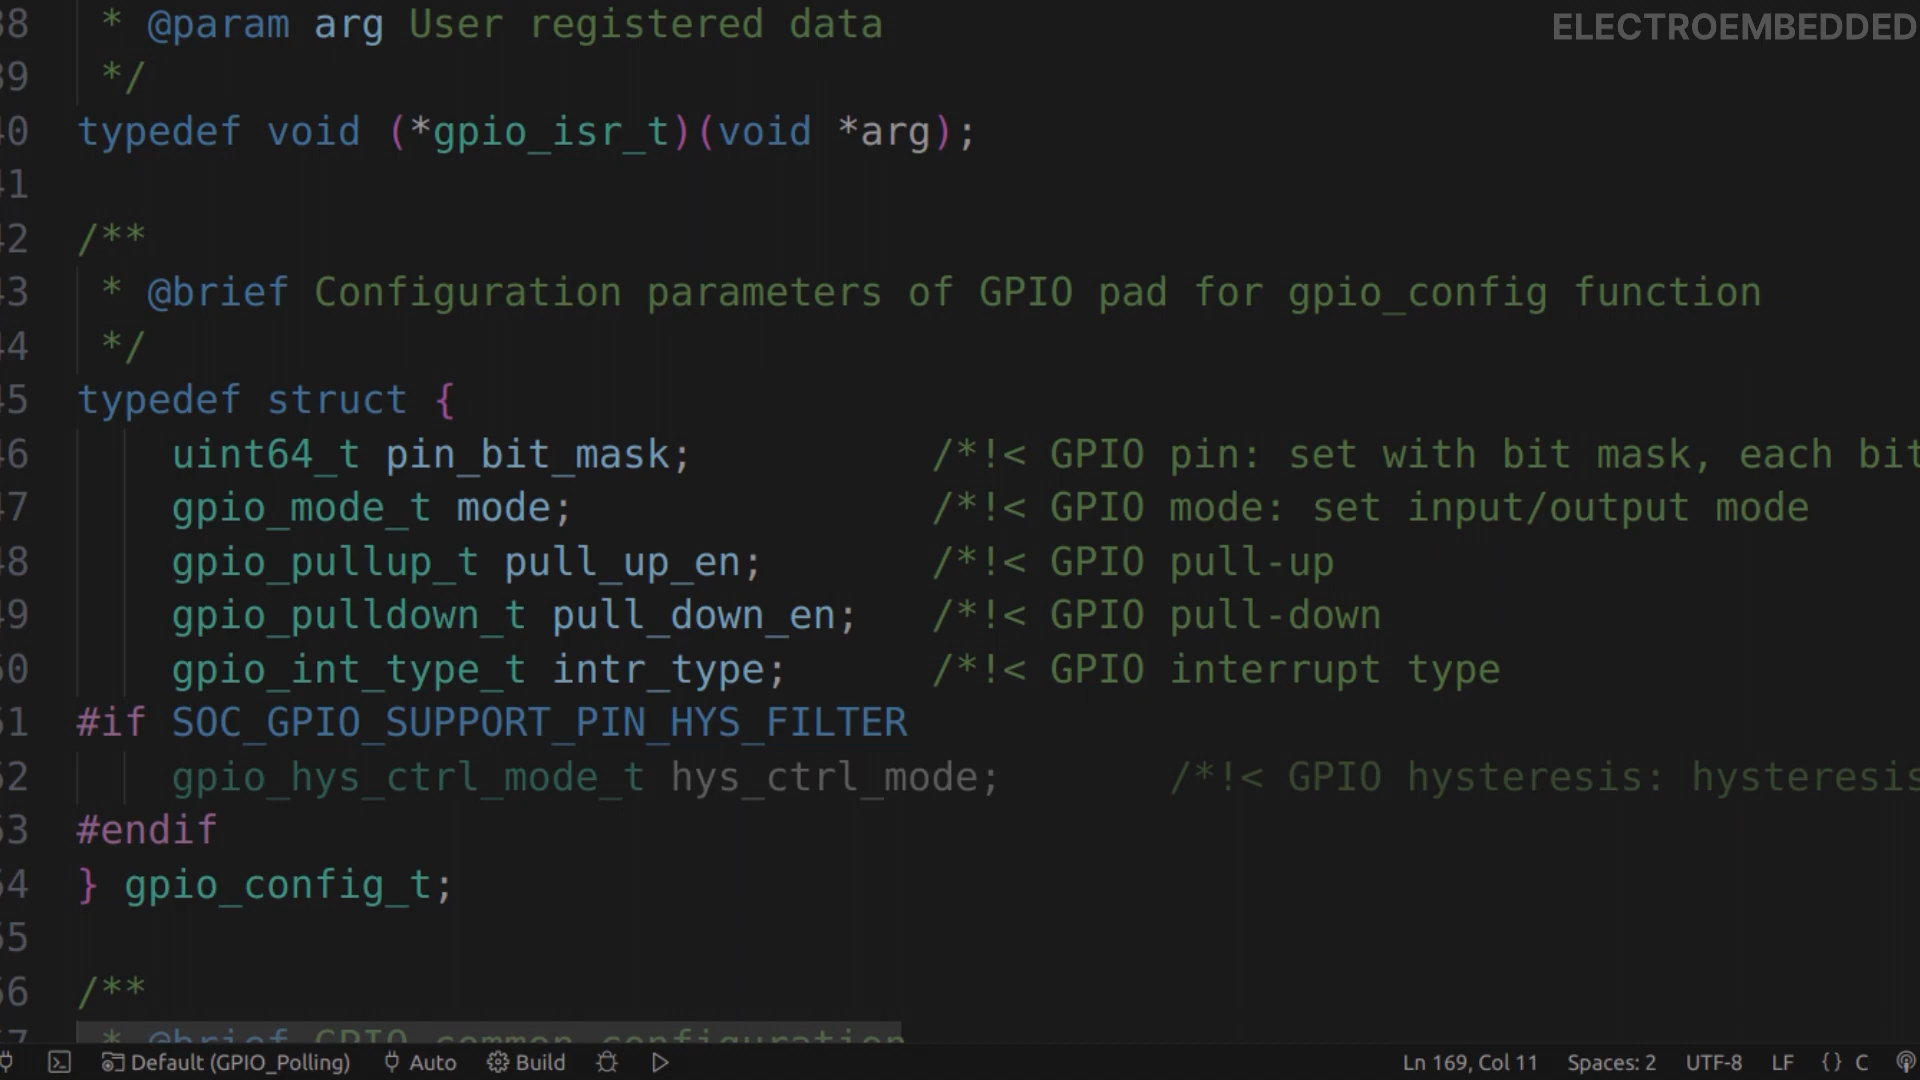 38 * @param arg User registered data
ELECTROEMBEDDED
39 */
40 typedef void (*gpio_isr_t)(void *arg);
41
42 /**
43 * @brief Configuration parameters of GPIO pad for gpio_config function
44 */
45 typedef struct {
46 uint64_t pin_bit_mask; /*!< GPIO pin: set with bit mask, each bit
47 gpio_mode_t mode; /*!< GPIO mode: set input/output mode
48 gpio_pullup_t pull_up_en; /*!< GPIO pull-up
49 gpio_pulldown_t pull_down_en; /*!< GPIO pull-down
50 gpio_int_type_t intr_type; /*!< GPIO interrupt type
51 #if SOC_GPIO_SUPPORT_PIN_HYS_FILTER
52 gpio_hys_ctrl_mode_t hys_ctrl_mode; /*!< GPIO hysteresis: hysteresis
53 #endif
54 } gpio_config_t;
55
56 /**
57 * @brief GPIO common configuration
Default (GPIO_Polling) Auto Build Ln 169, Col 11 Spaces: 2 UTF-8 LF {} C